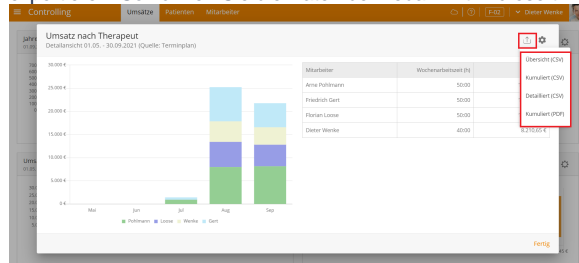 Controlling
Umsätze Patienten Mitarbeiter
F-02 Dieter Wenke
Umsatz nach Therapeut
Detailansicht 01.05. - 30.09.2021 (Quelle: Terminplan)
Übersicht (CSV)
Kumuliert (CSV)
Detailliert (CSV)
Kumuliert (PDF)
30.000 €
25.000 €
20.000 €
15.000 €
10.000 €
5.000 €
0 €
Mai Jun Jul Aug Sep
Pohlmann Loose Wenke Gert
Mitarbeiter Wochenarbeitszeit (h)
Arne Pohlmann 50:00
Friedrich Gert 50:00
Florian Loose 50:00
Dieter Wenke 40:00 8.210,65 €
Fertig